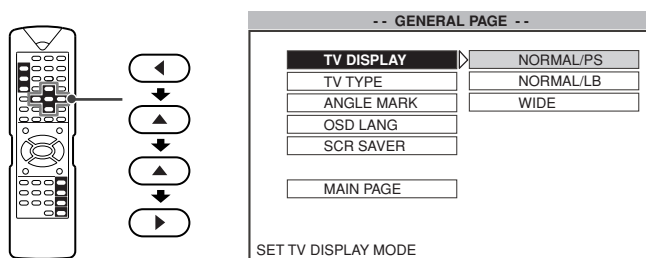 - - GENERAL PAGE - -
TV DISPLAY NORMAL/PS
TV TYPE NORMAL/LB
ANGLE MARK WIDE
OSD LANG
SCR SAVER
MAIN PAGE
SET TV DISPLAY MODE